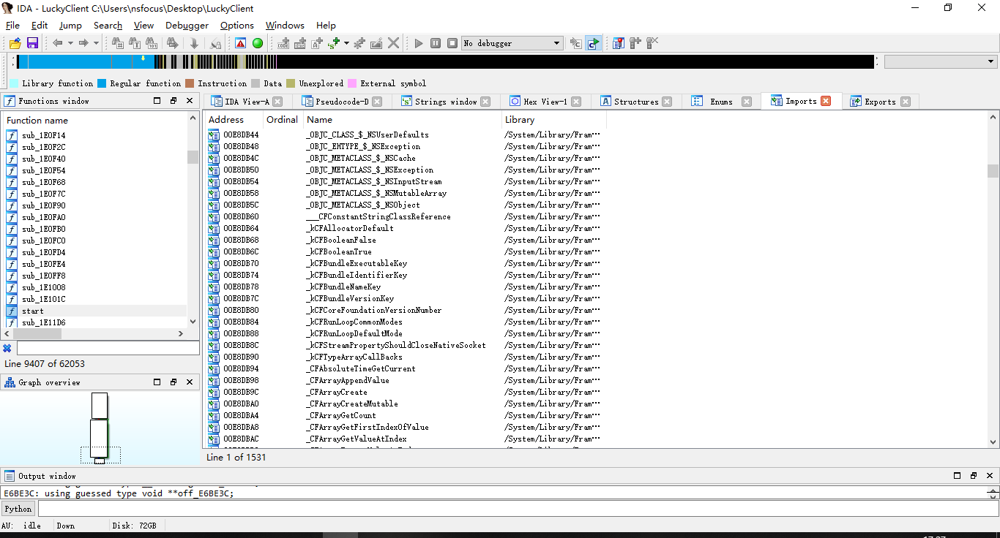 IDA - LuckyClient C:\Users\nsfocus\Desktop\LuckyClient
File Edit Jump Search View Debugger Options Windows Help
No debugger
Library function Regular function Instruction Data Unexplored External symbol
Functions window
IDA View-A Pseudocode-D Strings window Hex View-1 Structures Enums Imports Exports
Function name
sub_1E0F14
sub_1E0F2C
sub_1E0F40
sub_1E0F54
sub_1E0F68
sub_1E0F7C
sub_1E0F90
sub_1E0FA0
sub_1E0FB0
sub_1E0FC0
sub_1E0FD4
sub_1E0FE4
sub_1E0FF8
sub_1E1008
sub_1E101C
start
sub_1E11D6
Line 9407 of 62053
Graph overview
Address Ordinal Name Library
00E8DB44 _OBJC_CLASS_$_NSUserDefaults /System/Library/Fram···
00E8DB48 _OBJC_EHTYPE_$_NSException /System/Library/Fram···
00E8DB4C _OBJC_METACLASS_$_NSCache /System/Library/Fram···
00E8DB50 _OBJC_METACLASS_$_NSException /System/Library/Fram···
00E8DB54 _OBJC_METACLASS_$_NSInputStream /System/Library/Fram···
00E8DB58 _OBJC_METACLASS_$_NSMutableArray /System/Library/Fram···
00E8DB5C _OBJC_METACLASS_$_NSObject /System/Library/Fram···
00E8DB60 ___CFConstantStringClassReference /System/Library/Fram···
00E8DB64 _kCFAllocatorDefault /System/Library/Fram···
00E8DB68 _kCFBooleanFalse /System/Library/Fram···
00E8DB6C _kCFBooleanTrue /System/Library/Fram···
00E8DB70 _kCFBundleExecutableKey /System/Library/Fram···
00E8DB74 _kCFBundleIdentifierKey /System/Library/Fram···
00E8DB78 _kCFBundleNameKey /System/Library/Fram···
00E8DB7C _kCFBundleVersionKey /System/Library/Fram···
00E8DB80 _kCFCoreFoundationVersionNumber /System/Library/Fram···
00E8DB84 _kCFRunLoopCommonModes /System/Library/Fram···
00E8DB88 _kCFRunLoopDefaultMode /System/Library/Fram···
00E8DB8C _kCFStreamPropertyShouldCloseNativeSocket /System/Library/Fram···
00E8DB90 _kCFTypeArrayCallBacks /System/Library/Fram···
00E8DB94 _CFAbsoluteTimeGetCurrent /System/Library/Fram···
00E8DB98 _CFArrayAppendValue /System/Library/Fram···
00E8DB9C _CFArrayCreate /System/Library/Fram···
00E8DBA0 _CFArrayCreateMutable /System/Library/Fram···
00E8DBA4 _CFArrayGetCount /System/Library/Fram···
00E8DBA8 _CFArrayGetFirstIndexOfValue /System/Library/Fram···
00E8DBAC _CFArrayGetValueAtIndex /System/Library/Fram···
Line 1 of 1531
Output window
E6BE3C: using guessed type void **off_E6BE3C;
Python
AU: idle Down Disk: 72GB